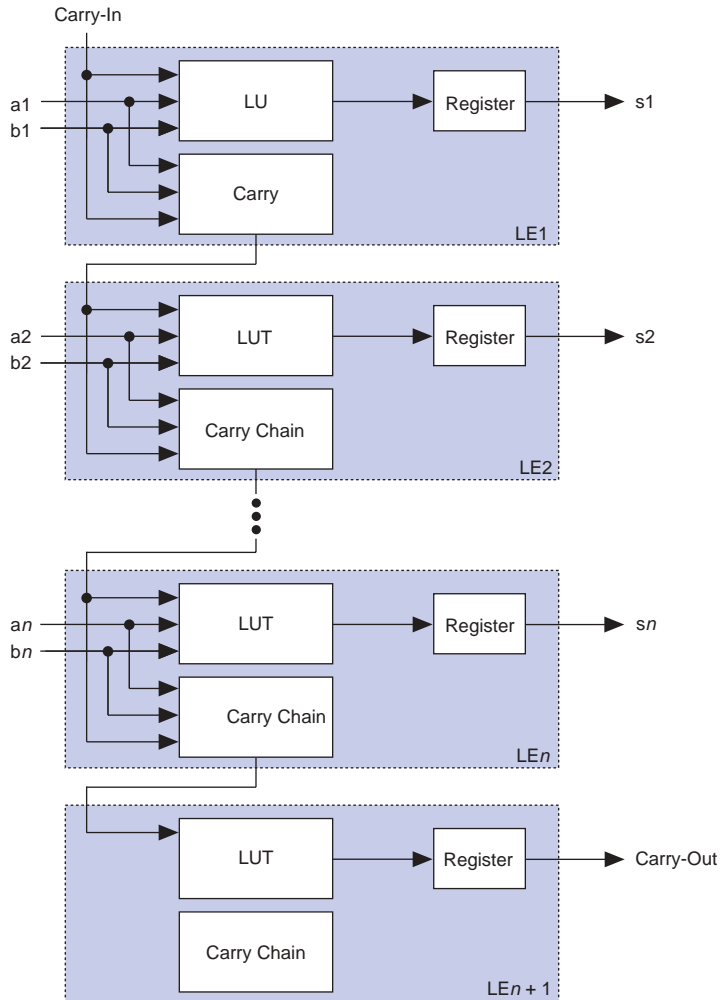 Carry-In
a1
b1
LU
Register
s1
Carry
LE1
a2
b2
LUT
Register
s2
Carry Chain
LE2
an
bn
LUT
Register
sn
Carry Chain
LEn
LUT
Register
Carry-Out
Carry Chain
LEn + 1